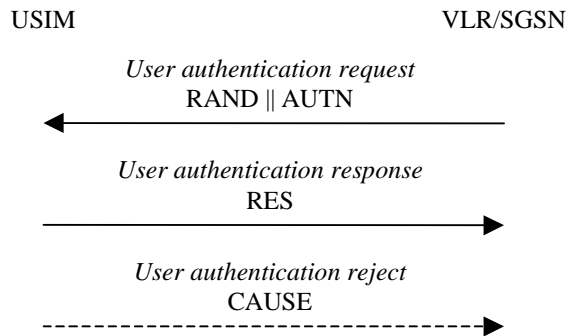 USIM VLR/SGSN
User authentication request
RAND || AUTN
User authentication response
RES
User authentication reject
CAUSE